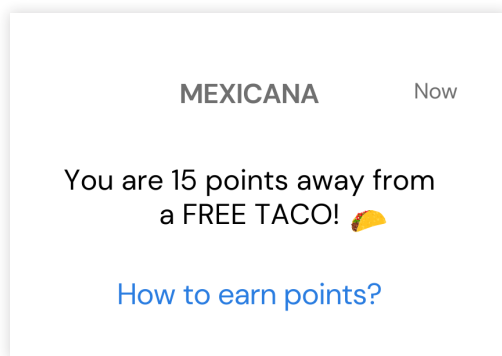 MEXICANA
Now
You are 15 points away from
a FREE TACO! 🌮
How to earn points?